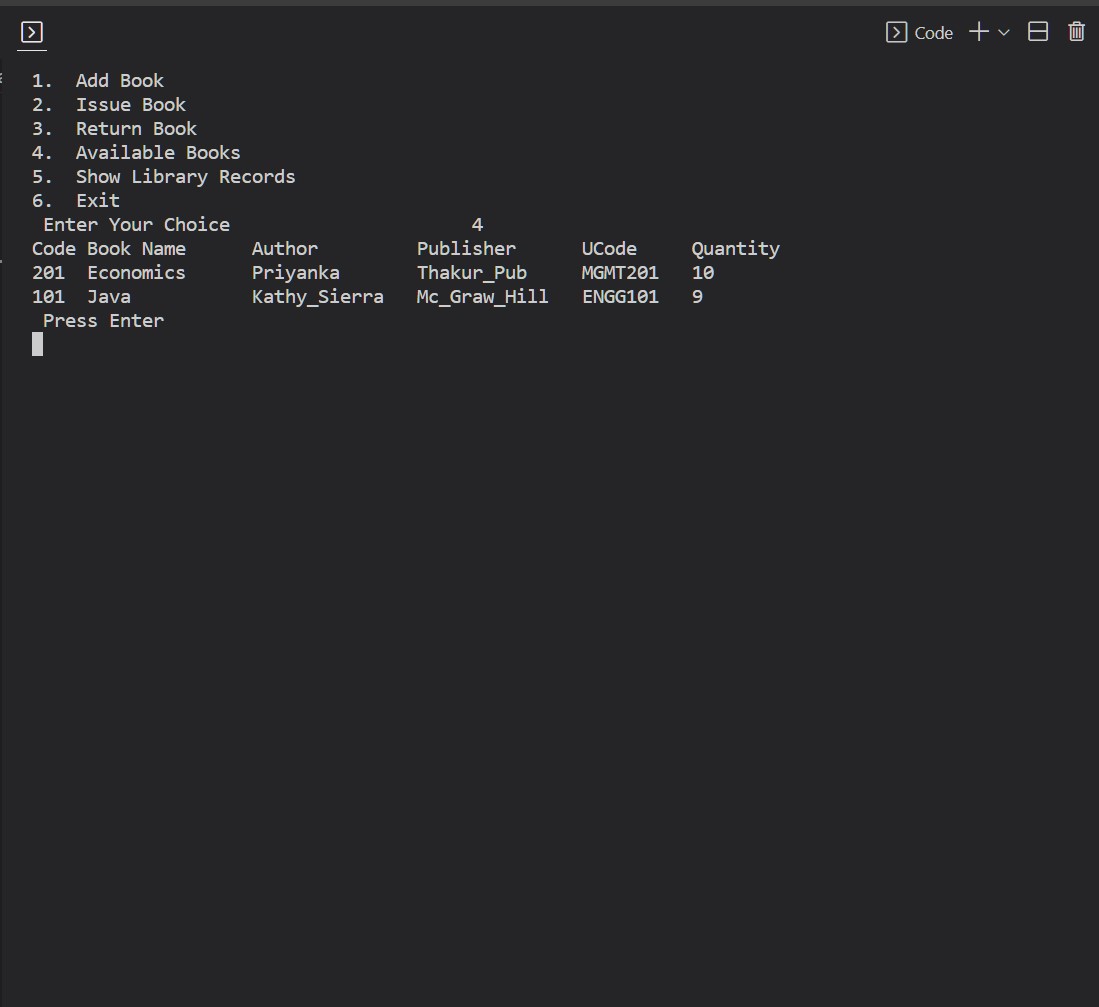 Code
1.  Add Book
2.  Issue Book
3.  Return Book
4.  Available Books
5.  Show Library Records
6.  Exit
 Enter Your Choice                      4
Code Book Name      Author         Publisher      UCode     Quantity
201  Economics      Priyanka       Thakur_Pub     MGMT201   10
101  Java           Kathy_Sierra   Mc_Graw_Hill   ENGG101   9
 Press Enter